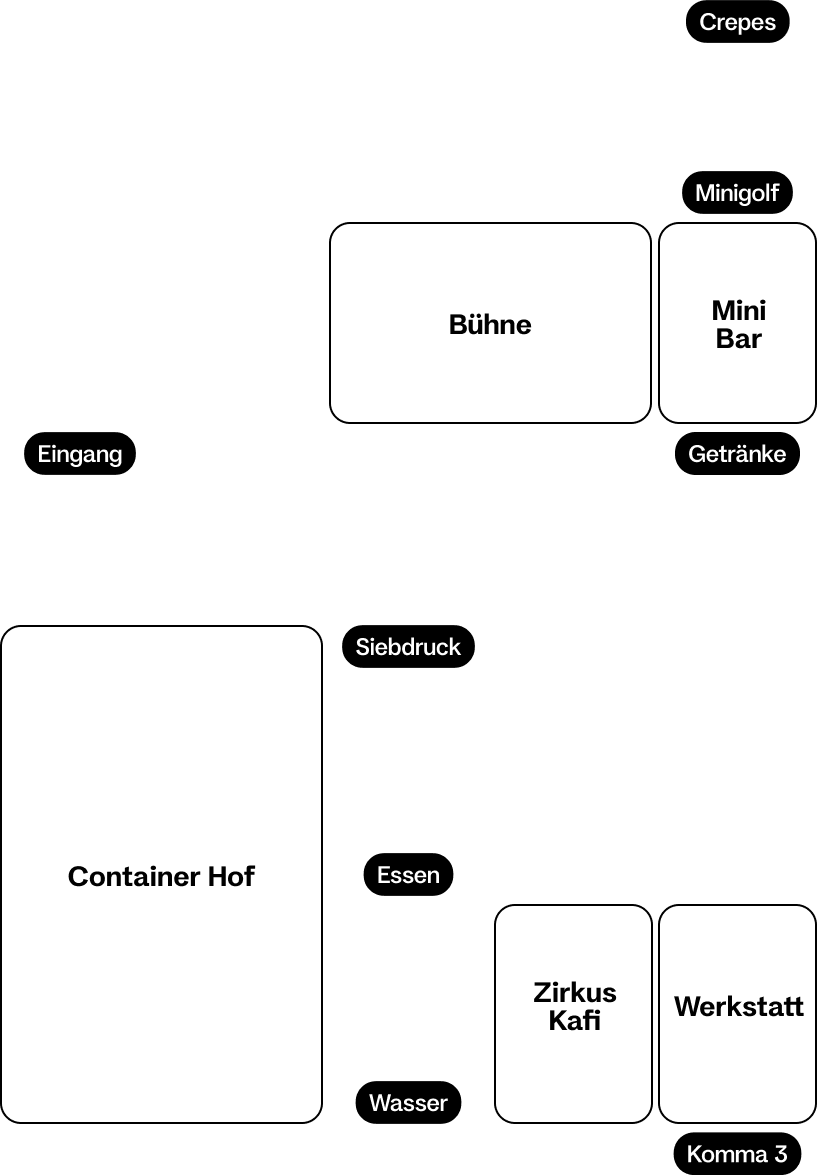 Crepes
Minigolf
Bühne
Mini
Bar
Eingang
Getränke
Siebdruck
Container Hof
Essen
Zirkus
Kafi
Werkstatt
Wasser
Komma 3